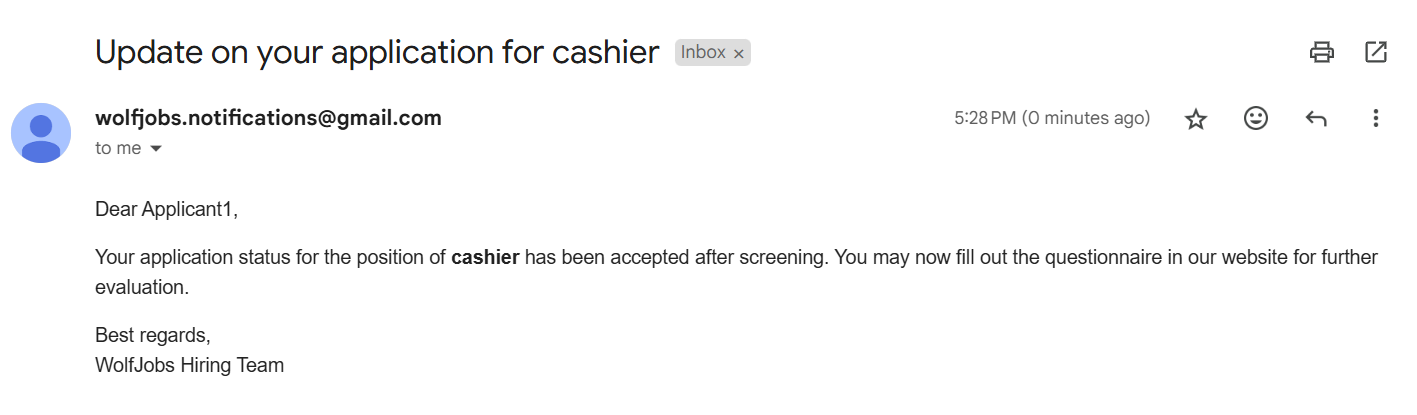 Update on your application for cashier Inbox ×
wolfjobs.notifications@gmail.com 5:28 PM (0 minutes ago)
to me
Dear Applicant1,
Your application status for the position of cashier has been accepted after screening. You may now fill out the questionnaire in our website for further
evaluation.
Best regards,
WolfJobs Hiring Team